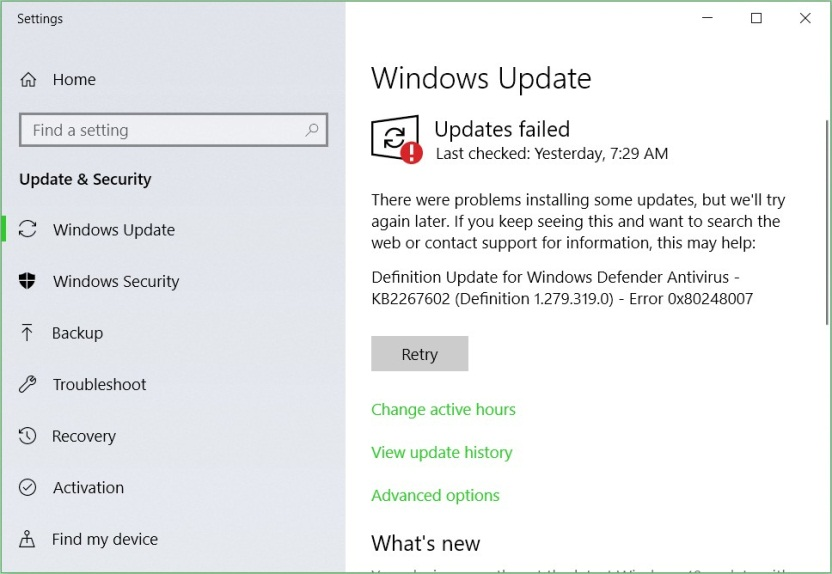 Settings
Home
Find a setting
Update & Security
Windows Update
Windows Security
Backup
Troubleshoot
Recovery
Activation
Find my device
Windows Update
Updates failed
Last checked: Yesterday, 7:29 AM
There were problems installing some updates, but we'll try
again later. If you keep seeing this and want to search the
web or contact support for information, this may help:
Definition Update for Windows Defender Antivirus -
KB2267602 (Definition 1.279.319.0) - Error 0x80248007
Retry
Change active hours
View update history
Advanced options
What's new